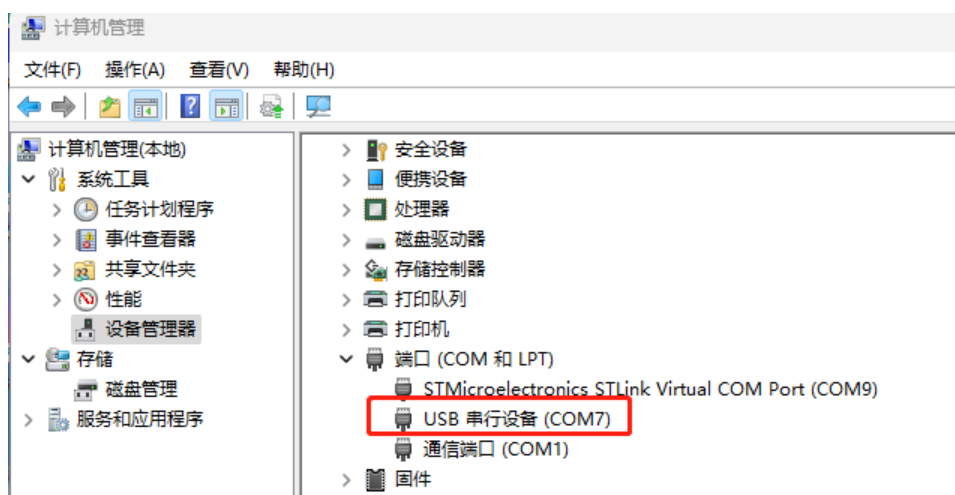 计算机管理
文件(F) 操作(A) 查看(V) 帮助(H)
计算机管理(本地)
系统工具
任务计划程序
事件查看器
共享文件夹
性能
设备管理器
存储
磁盘管理
服务和应用程序
安全设备
便携设备
处理器
磁盘驱动器
存储控制器
打印队列
打印机
端口 (COM 和 LPT)
STMicroelectronics STLink Virtual COM Port (COM9)
USB 串行设备 (COM7)
通信端口 (COM1)
固件